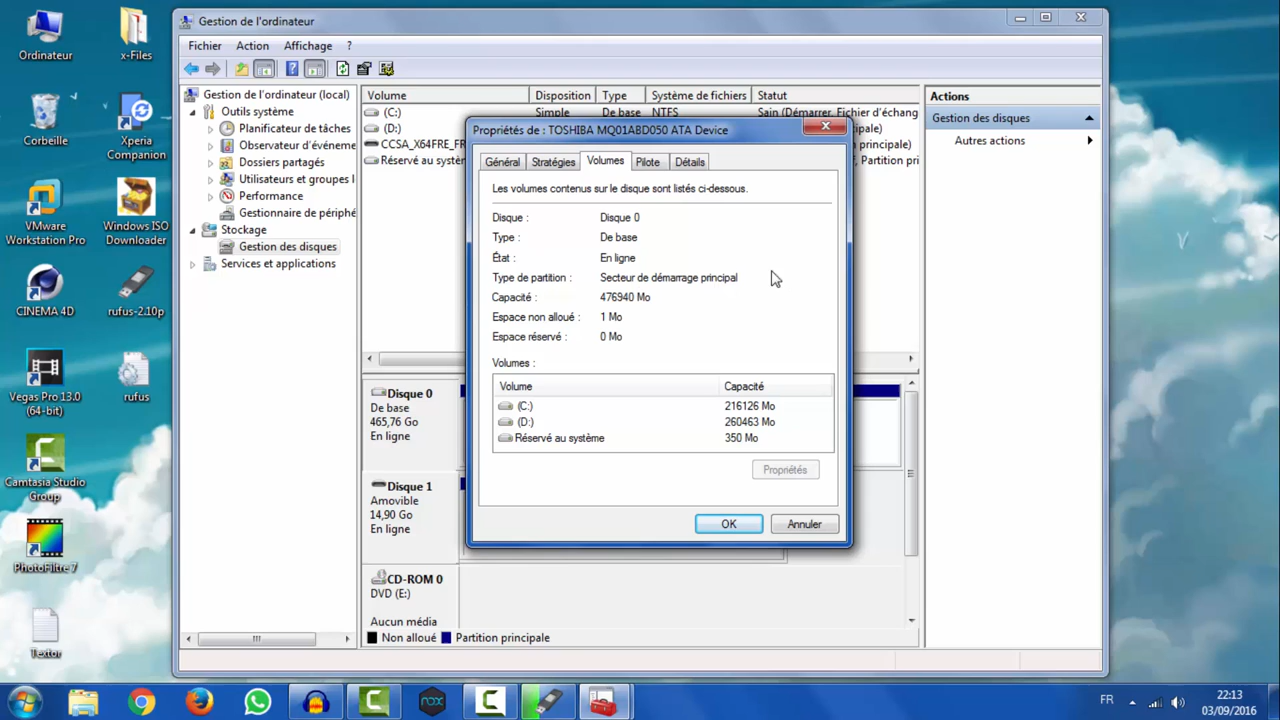 Ordinateur
x-Files
Corbeille
Xperia
Companion
VMware
Workstation Pro
Windows ISO
Downloader
CINEMA 4D
rufus-2.10p
Vegas Pro 13.0
(64-bit)
rufus
Camtasia Studio
Group
PhotoFiltre 7
Textor
Gestion de l'ordinateur
Fichier Action Affichage ?
Gestion de l'ordinateur (local)
Outils système
Planificateur de tâches
Observateur d'événeme
Dossiers partagés
Utilisateurs et groupes l
Performance
Gestionnaire de périphé
Stockage
Gestion des disques
Services et applications
Volume Disposition Type Système de fichiers Statut
(C:) Simple De base NTFS Sain (Démarrer, Fichier d'échang
(D:) cipale)
CCSA_X64FRE_FR n principale)
Réservé au systèm f, Partition pri
Disque 0
De base
465,76 Go
En ligne
Disque 1
Amovible
14,90 Go
En ligne
CD-ROM 0
DVD (E:)
Aucun média
Non alloué Partition principale
Actions
Gestion des disques
Autres actions
Propriétés de : TOSHIBA MQ01ABD050 ATA Device
Général Stratégies Volumes Pilote Détails
Les volumes contenus sur le disque sont listés ci-dessous.
Disque : Disque 0
Type : De base
État : En ligne
Type de partition : Secteur de démarrage principal
Capacité : 476940 Mo
Espace non alloué : 1 Mo
Espace réservé : 0 Mo
Volumes :
Volume Capacité
(C:) 216126 Mo
(D:) 260463 Mo
Réservé au système 350 Mo
Propriétés
OK Annuler
nox
FR
22:13
03/09/2016